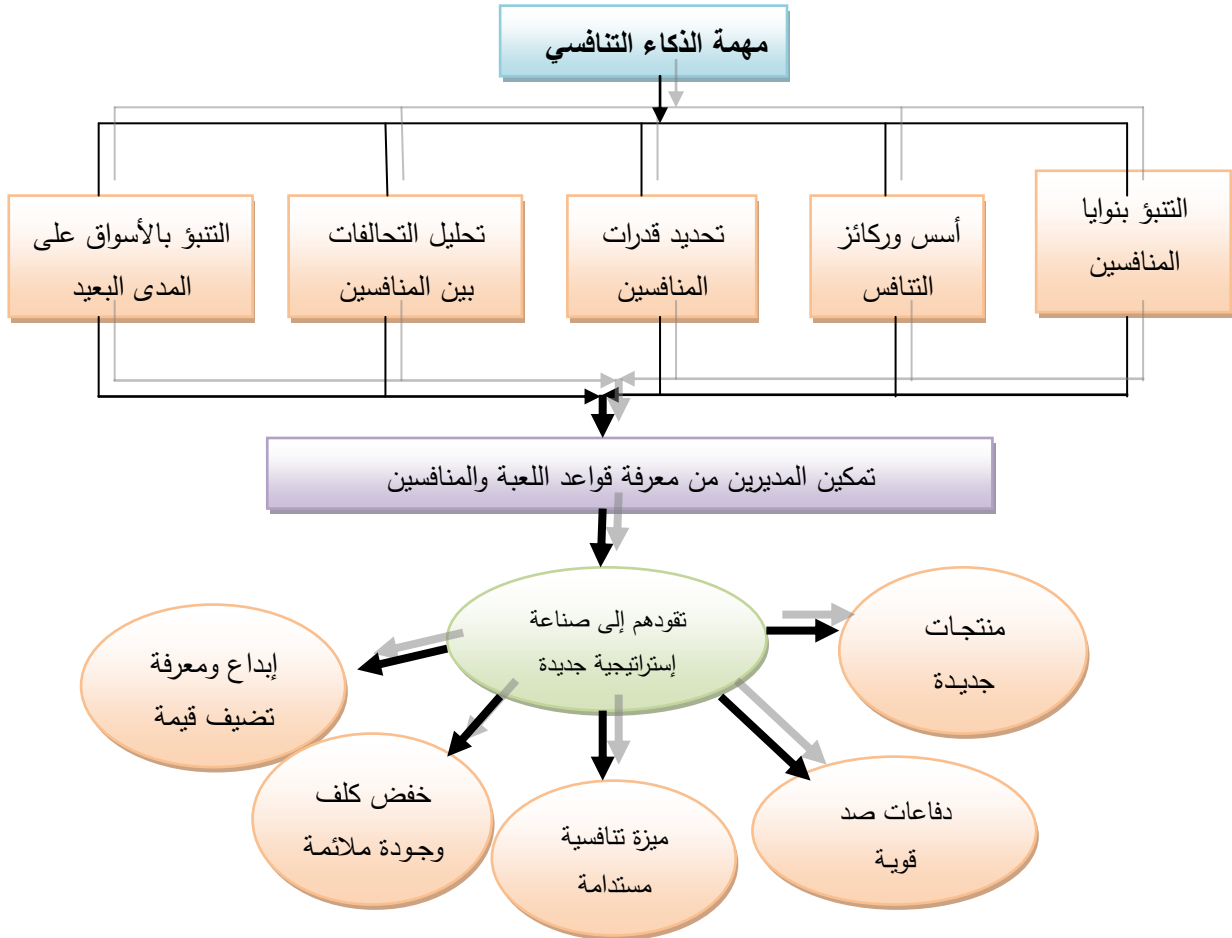 مهمة الذكاء التنافسي
التنبؤ بنوايا
المنافسين
أسس وركائز
التنافس
تحديد قدرات
المنافسين
تحليل التحالفات
بين المنافسين
التنبؤ بالأسواق على
المدى البعيد
تمكين المديرين من معرفة قواعد اللعبة والمنافسين
تقودهم إلى صناعة
إستراتيجية جديدة
منتجات
جديدة
دفاعات صد
قوية
ميزة تنافسية
مستدامة
خفض كلف
وجودة ملائمة
إبداع ومعرفة
تضيف قيمة